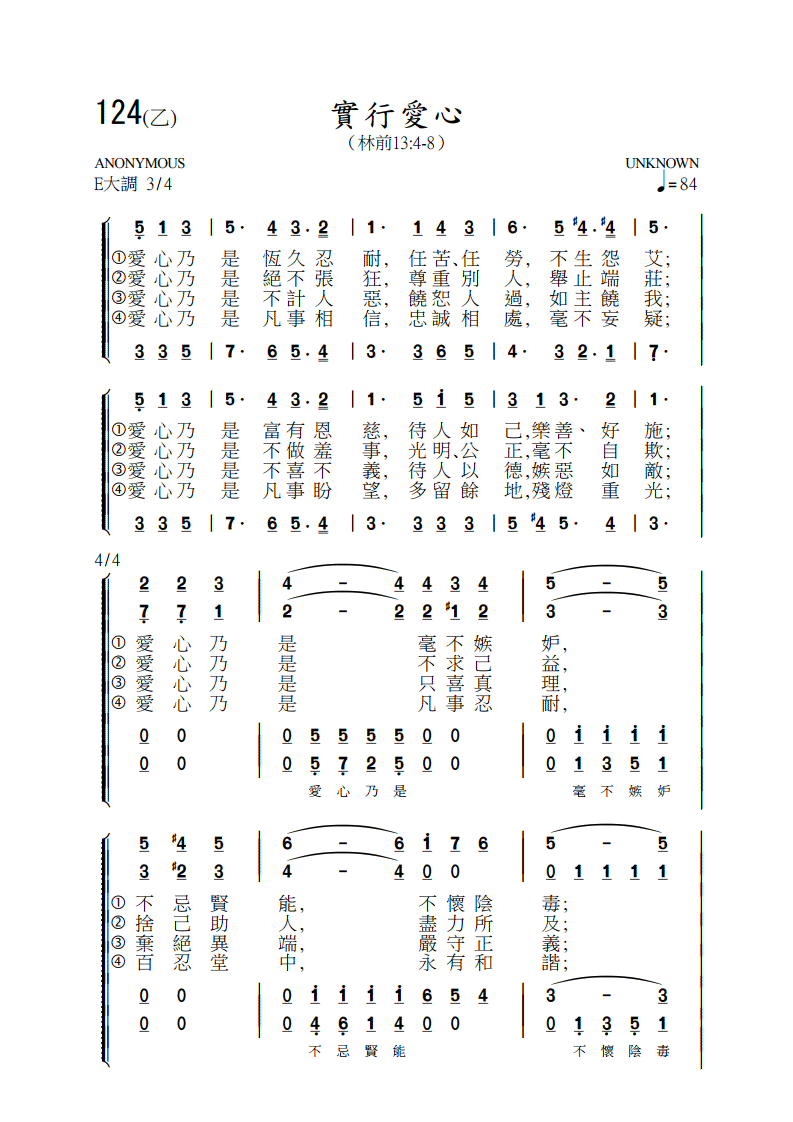 124(乙) 實行愛心
（林前13:4-8）
ANONYMOUS UNKNOWN
E大調 3/4 ♩=84
5 1 3 | 5· 4 3. 2 | 1· 1 4 3 | 6· 5 #4. #4 | 5·
①愛心乃 是 恆久忍 耐, 任苦、任 勞, 不生怨 艾;
②愛心乃 是 絕不張 狂, 尊重別 人, 舉止端 莊;
③愛心乃 是 不計人 惡, 饒恕人 過, 如主饒 我;
④愛心乃 是 凡事相 信, 忠誠相 處, 毫不妄 疑;
3 3 5 | 7· 6 5. 4 | 3· 3 6 5 | 4· 3 2. 1 | 7·
5 1 3 | 5· 4 3. 2 | 1· 5 i 5 | 3 1 3· 2 | 1·
①愛心乃 是 富有恩 慈, 待人如 己,樂善、好 施;
②愛心乃 是 不做羞 事, 光明、公 正,毫不 自 欺;
③愛心乃 是 不喜不 義, 待人以 德,嫉惡 如 敵;
④愛心乃 是 凡事盼 望, 多留餘 地,殘燈 重 光;
3 3 5 | 7· 6 5. 4 | 3· 3 3 3 | 5 #4 5· 4 | 3·
4/4
2 2 3 | 4 – 4 4 3 4 | 5 – 5
7 7 1 | 2 – 2 2 #1 2 | 3 – 3
① 愛心乃 是 毫不嫉 妒,
② 愛心乃 是 不求己 益,
③ 愛心乃 是 只喜真 理,
④ 愛心乃 是 凡事忍 耐,
0 0 | 0 5 5 5 5 0 0 | 0 i i i i
0 0 | 0 5 7 2 5 0 0 | 0 1 3 5 1
愛心乃是 毫不嫉妒
5 #4 5 | 6 – 6 i 7 6 | 5 – 5
3 #2 3 | 4 – 4 0 0 | 0 1 1 1 1
① 不忌賢 能, 不懷陰 毒;
② 捨己助 人, 盡力所 及;
③ 棄絕異 端, 嚴守正 義;
④ 百忍堂 中, 永有和 諧;
0 0 | 0 i i i i 6 5 4 | 3 – 3
0 0 | 0 4 6 1 4 0 0 | 0 1 3 5 1
不忌賢能 不懷陰毒